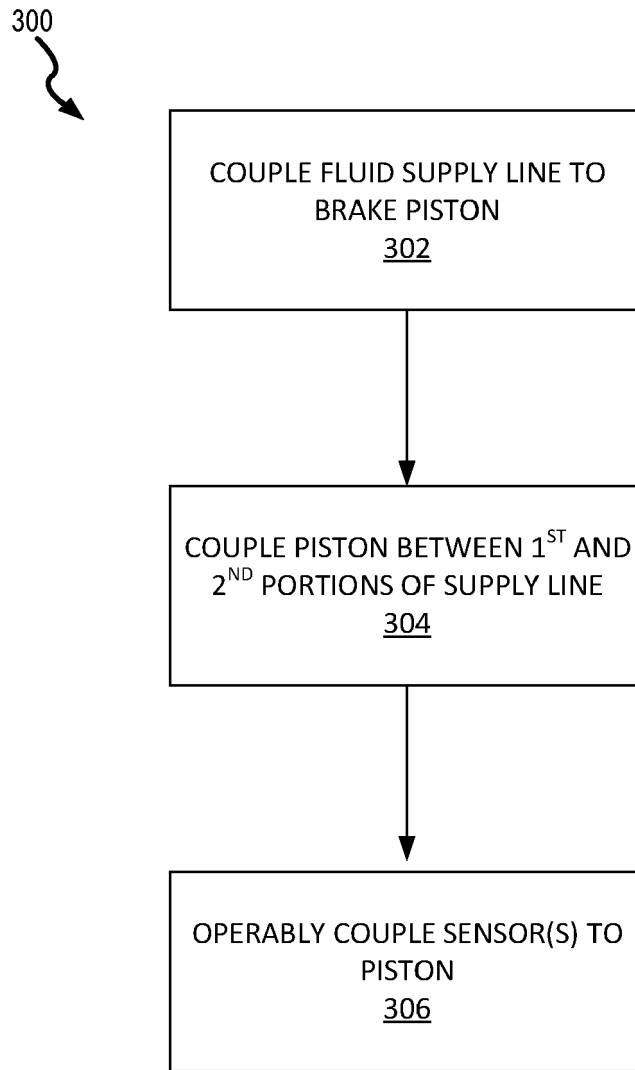 300
COUPLE FLUID SUPPLY LINE TO
BRAKE PISTON
302
COUPLE PISTON BETWEEN 1ST AND
2ND PORTIONS OF SUPPLY LINE
304
OPERABLY COUPLE SENSOR(S) TO
PISTON
306